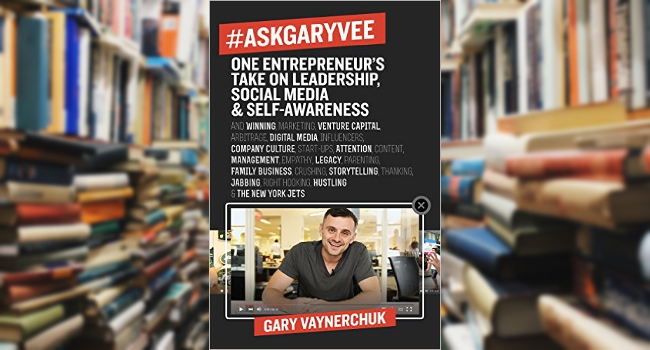 #ASKGARYVEE
ONE ENTREPRENEUR'S
TAKE ON LEADERSHIP,
SOCIAL MEDIA
& SELF-AWARENESS
AND WINNING, MARKETING, VENTURE CAPITAL,
ARBITRAGE, DIGITAL MEDIA, INFLUENCERS,
COMPANY CULTURE, START-UPS, ATTENTION, CONTENT,
MANAGEMENT, EMPATHY, LEGACY, PARENTING,
FAMILY BUSINESS, CRUSHING, STORYTELLING, THANKING,
JABBING, RIGHT HOOKING, HUSTLING
& THE NEW YORK JETS
GARY VAYNERCHUK